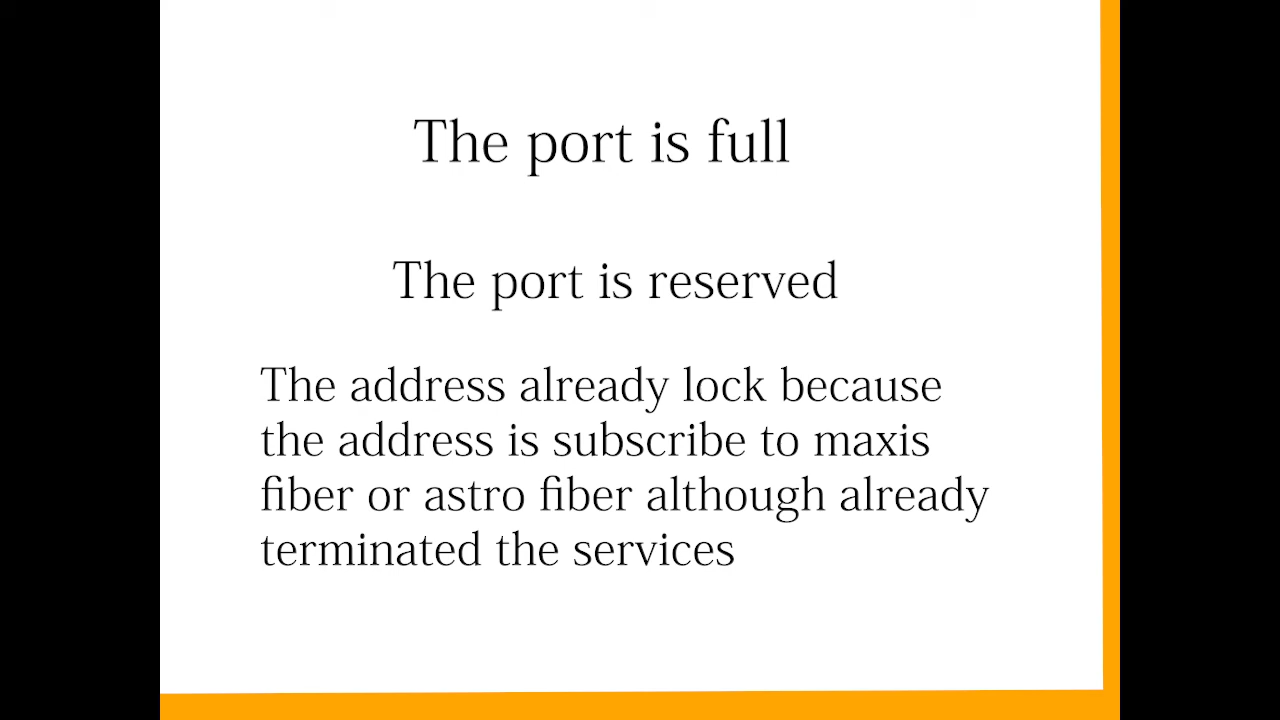 The port is full
The port is reserved
The address already lock because
the address is subscribe to maxis
fiber or astro fiber although already
terminated the services